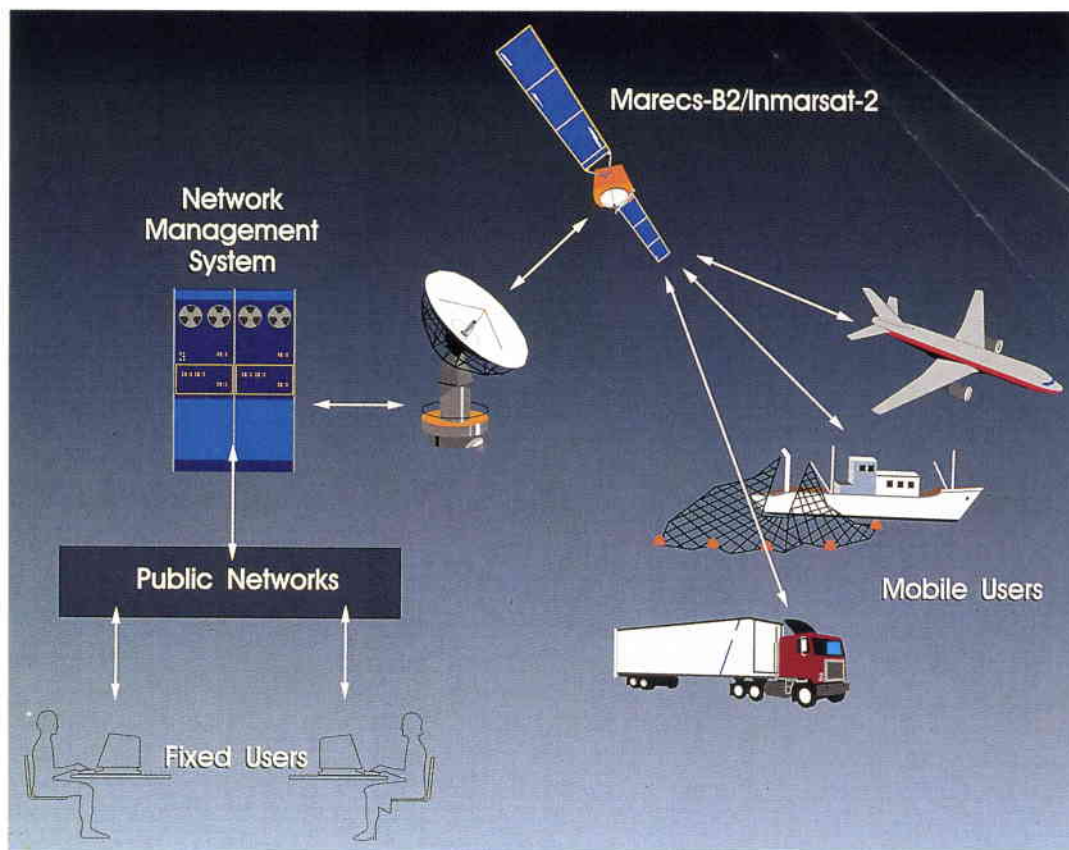 Marecs-B2/Inmarsat-2
Network
Management
System
Public Networks
Mobile Users
Fixed Users